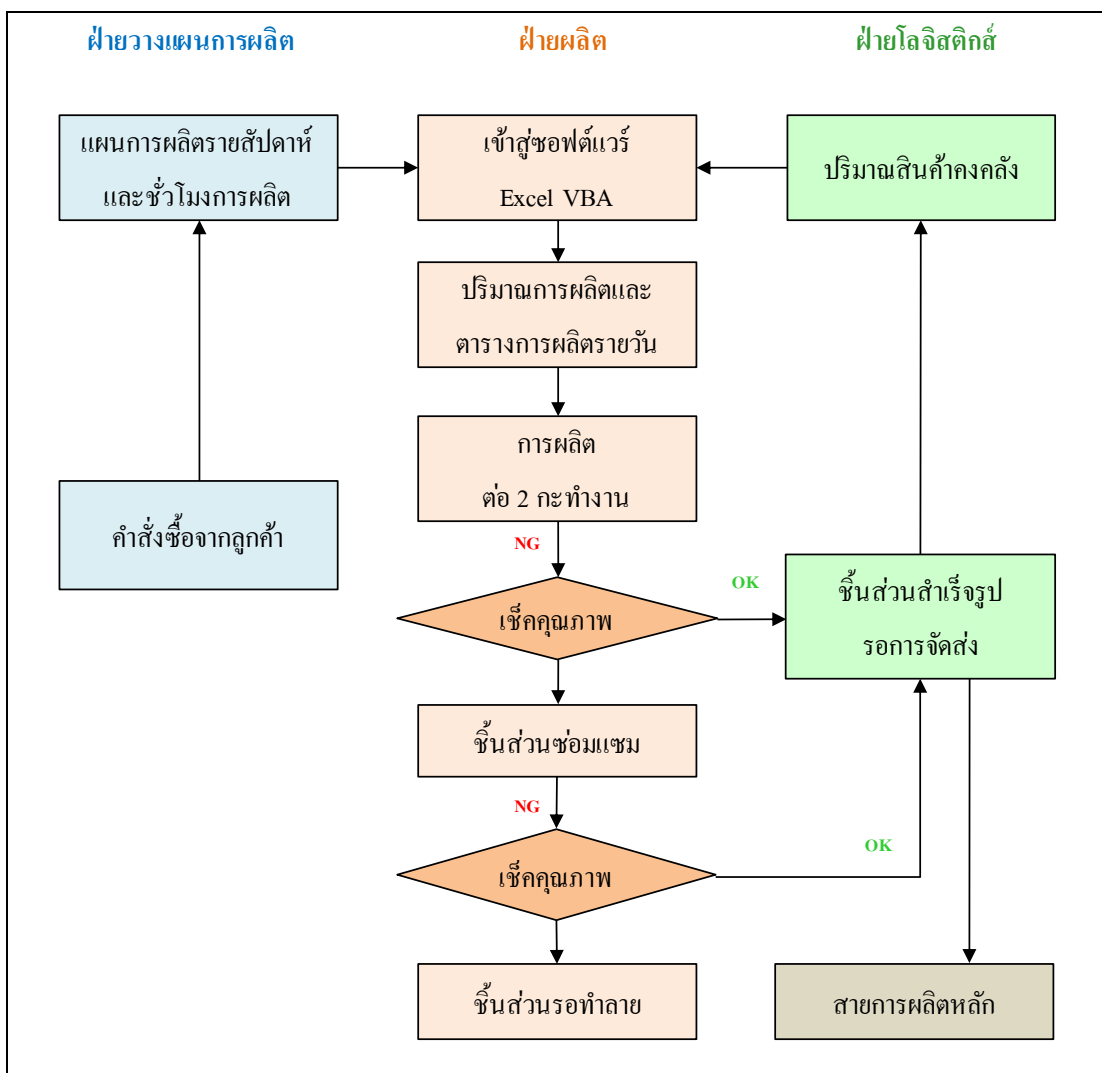 ฝ่ายวางแผนการผลิต
ฝ่ายผลิต
ฝ่ายโลจิสติกส์
แผนการผลิตรายสัปดาห์
และชั่วโมงการผลิต
เข้าสู่ซอฟต์แวร์
Excel VBA
ปริมาณสินค้าคงคลัง
ปริมาณการผลิตและ
ตารางการผลิตรายวัน
การผลิต
ต่อ 2 กะทำงาน
คำสั่งซื้อจากลูกค้า
NG
OK
ชิ้นส่วนสำเร็จรูป
รอการจัดส่ง
เช็คคุณภาพ
ชิ้นส่วนซ่อมแซม
NG
OK
เช็คคุณภาพ
ชิ้นส่วนรอทำลาย
สายการผลิตหลัก